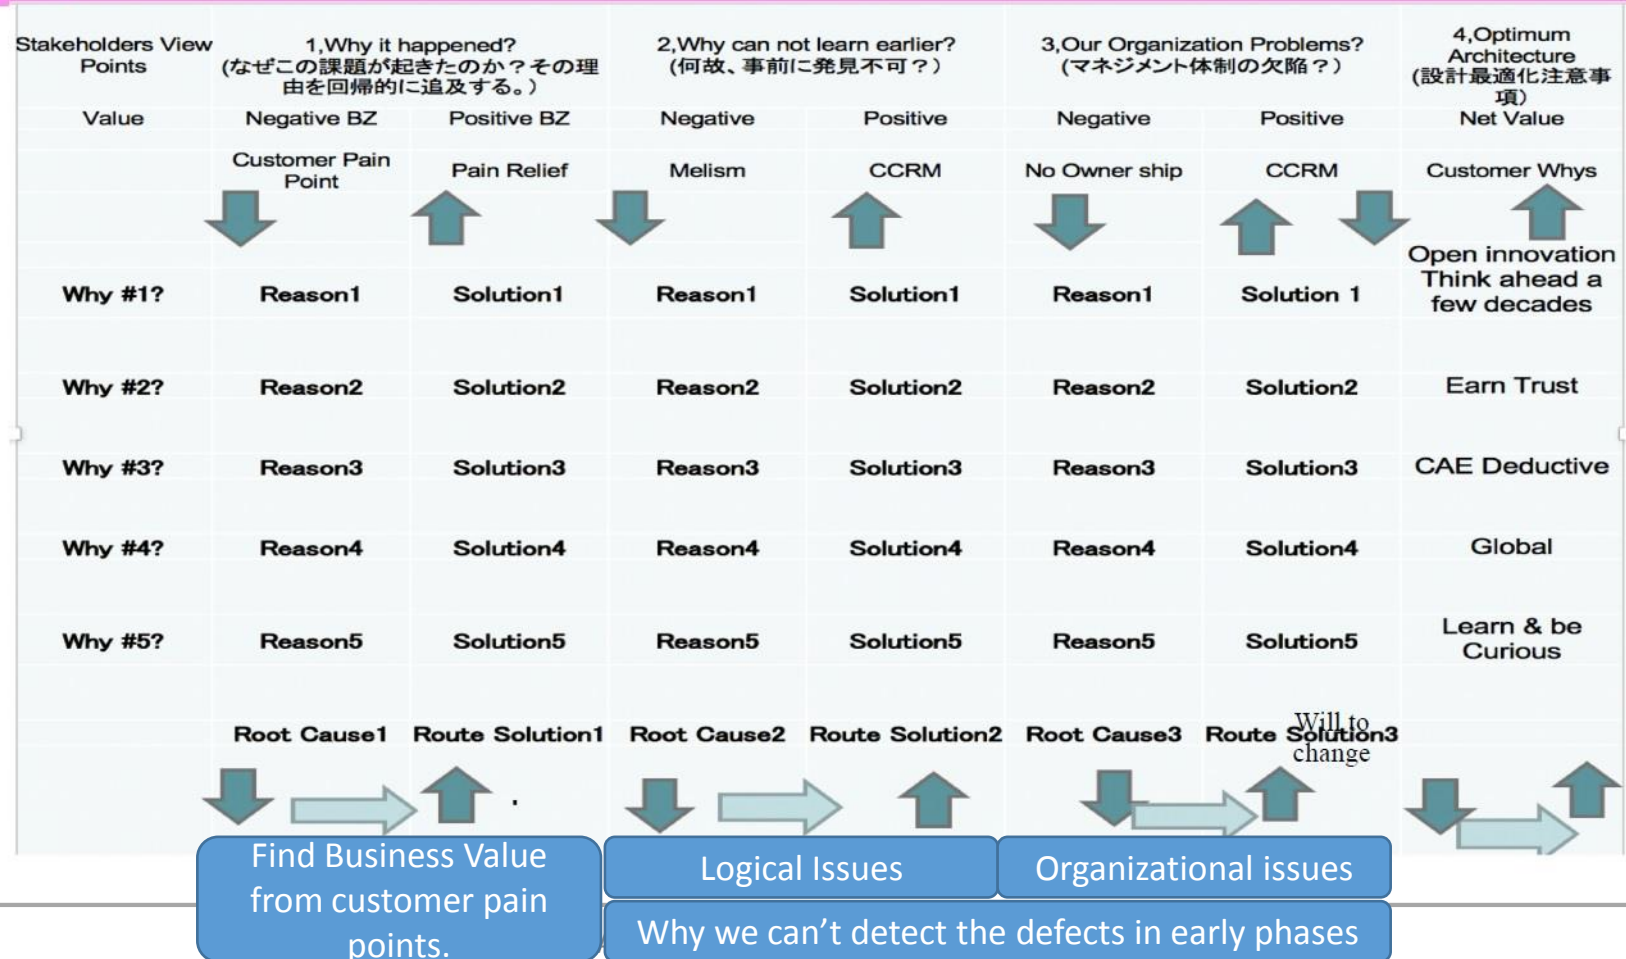 Stakeholders View
Points
1,Why it happened?
(なぜこの課題が起きたのか？その理
由を回帰的に追及する。)
2,Why can not learn earlier?
(何故、事前に発見不可？)
3,Our Organization Problems?
(マネジメント体制の欠陥？)
4,Optimum
Architecture
(設計最適化注意事
項)
Value
Negative BZ
Positive BZ
Negative
Positive
Negative
Positive
Net Value
Customer Pain
Point
Pain Relief
Melism
CCRM
No Owner ship
CCRM
Customer Whys
Why #1?
Reason1
Solution1
Reason1
Solution1
Reason1
Solution 1
Open innovation
Think ahead a
few decades
Why #2?
Reason2
Solution2
Reason2
Solution2
Reason2
Solution2
Earn Trust
Why #3?
Reason3
Solution3
Reason3
Solution3
Reason3
Solution3
CAE Deductive
Why #4?
Reason4
Solution4
Reason4
Solution4
Reason4
Solution4
Global
Why #5?
Reason5
Solution5
Reason5
Solution5
Reason5
Solution5
Learn & be
Curious
Root Cause1
Route Solution1
Root Cause2
Route Solution2
Root Cause3
Route Solution3
Will to
change
.
Find Business Value
from customer pain
points.
Logical Issues
Organizational issues
Why we can’t detect the defects in early phases